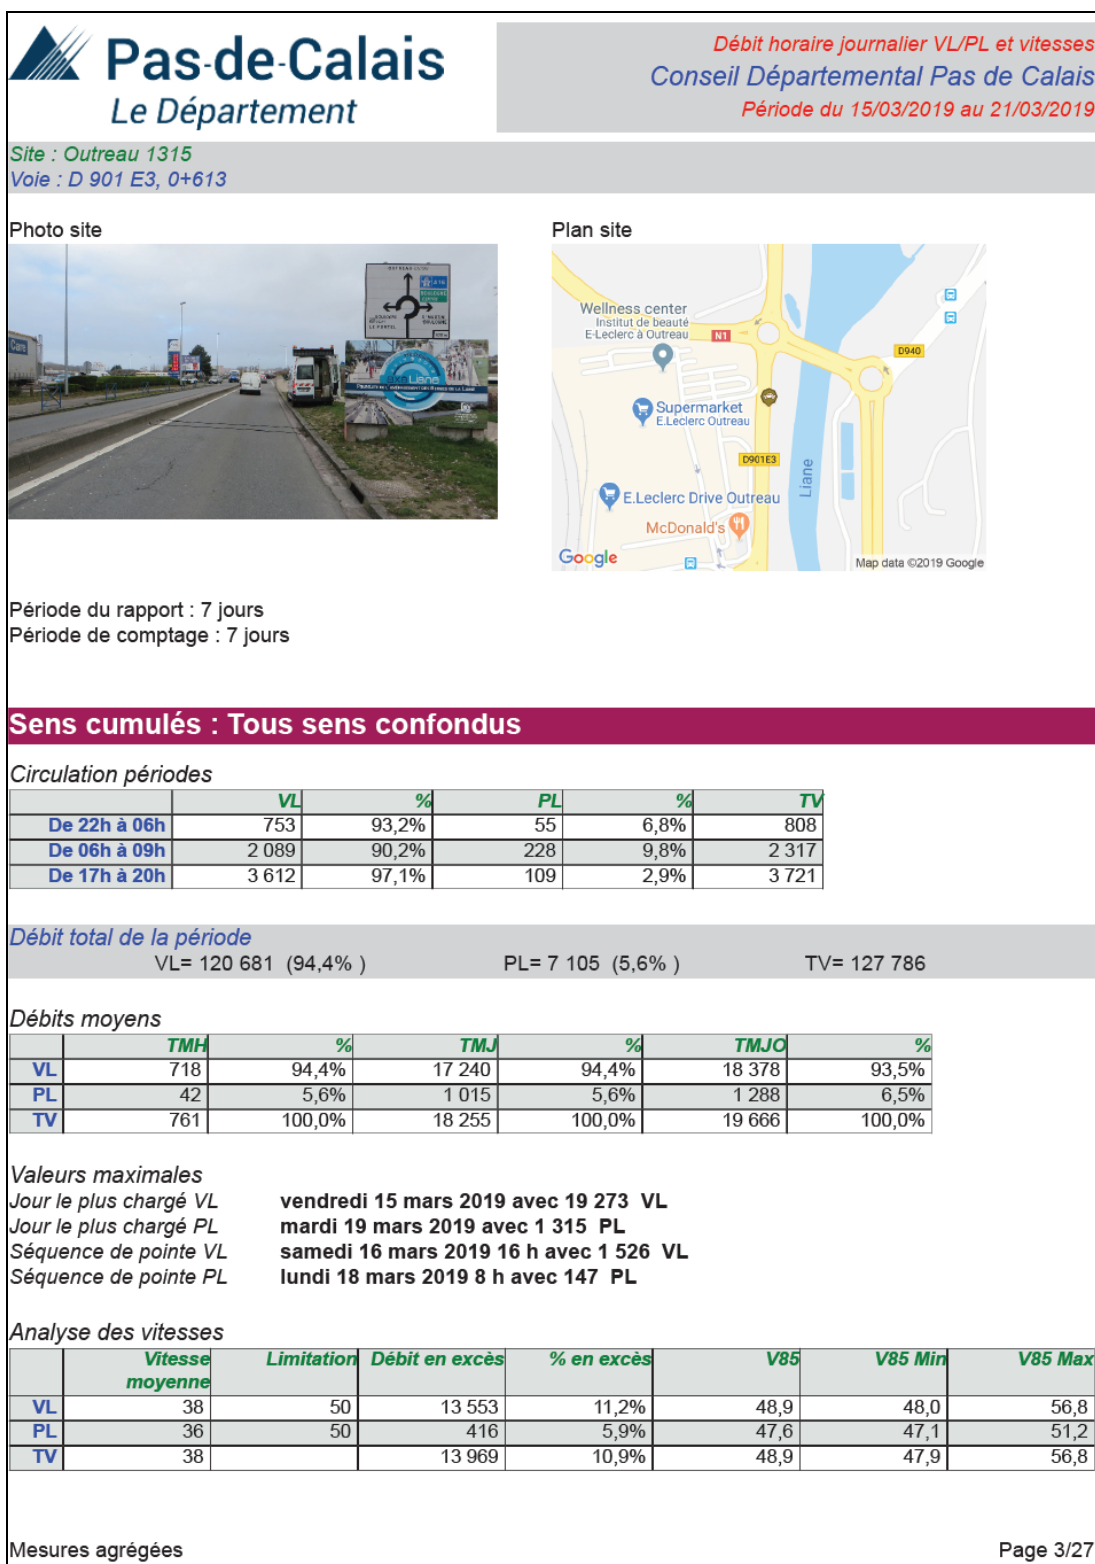 Pas-de-Calais
Le Département
Débit horaire journalier VL/PL et vitesses
Conseil Départemental Pas de Calais
Période du 15/03/2019 au 21/03/2019
Site : Outreau 1315
Voie : D 901 E3, 0+613
Photo site
Plan site
Wellness center
Institut de beauté
E-Leclerc à Outreau
N1
D940
Supermarket
E.Leclerc Outreau
D901E3
Liane
E.Leclerc Drive Outreau
McDonald's
Google
Map data ©2019 Google
Période du rapport : 7 jours
Période de comptage : 7 jours
Sens cumulés : Tous sens confondus
Circulation périodes
VL % PL % TV
De 22h à 06h 753 93,2% 55 6,8% 808
De 06h à 09h 2 089 90,2% 228 9,8% 2 317
De 17h à 20h 3 612 97,1% 109 2,9% 3 721
Débit total de la période
VL= 120 681 (94,4% ) PL= 7 105 (5,6% ) TV= 127 786
Débits moyens
TMH % TMJ % TMJO %
VL 718 94,4% 17 240 94,4% 18 378 93,5%
PL 42 5,6% 1 015 5,6% 1 288 6,5%
TV 761 100,0% 18 255 100,0% 19 666 100,0%
Valeurs maximales
Jour le plus chargé VL vendredi 15 mars 2019 avec 19 273 VL
Jour le plus chargé PL mardi 19 mars 2019 avec 1 315 PL
Séquence de pointe VL samedi 16 mars 2019 16 h avec 1 526 VL
Séquence de pointe PL lundi 18 mars 2019 8 h avec 147 PL
Analyse des vitesses
Vitesse moyenne Limitation Débit en excès % en excès V85 V85 Min V85 Max
VL 38 50 13 553 11,2% 48,9 48,0 56,8
PL 36 50 416 5,9% 47,6 47,1 51,2
TV 38 13 969 10,9% 48,9 47,9 56,8
Mesures agrégées
Page 3/27